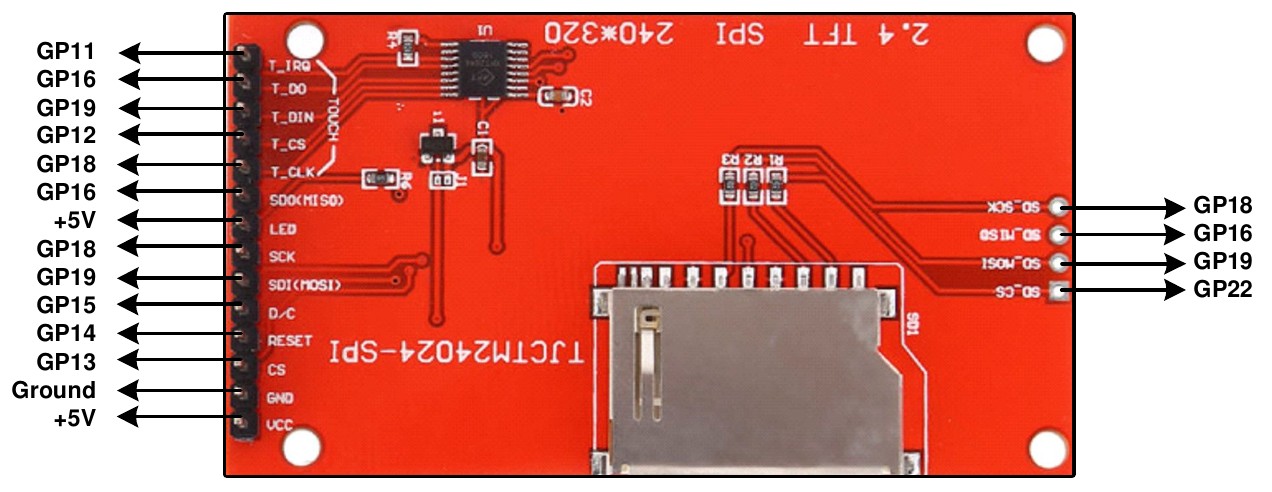 GP11
GP16
GP19
GP12
GP18
GP16
+5V
GP18
GP19
GP15
GP14
GP13
Ground
+5V
T_IRQ
T_DO
T_DIN
T_CS
T_CLK
SDO(MISO)
LED
SCK
SDI(MOSI)
D/C
RESET
CS
GND
VCC
TOUCH
R4
U1
C2
C1
J1
R6
2.4 TFT SPI 240*320
R3 R2 R1
TJCTM24024-SPI
SD1
SD_SCK
SD_MISO
SD_MOSI
SD_CS
GP18
GP16
GP19
GP22